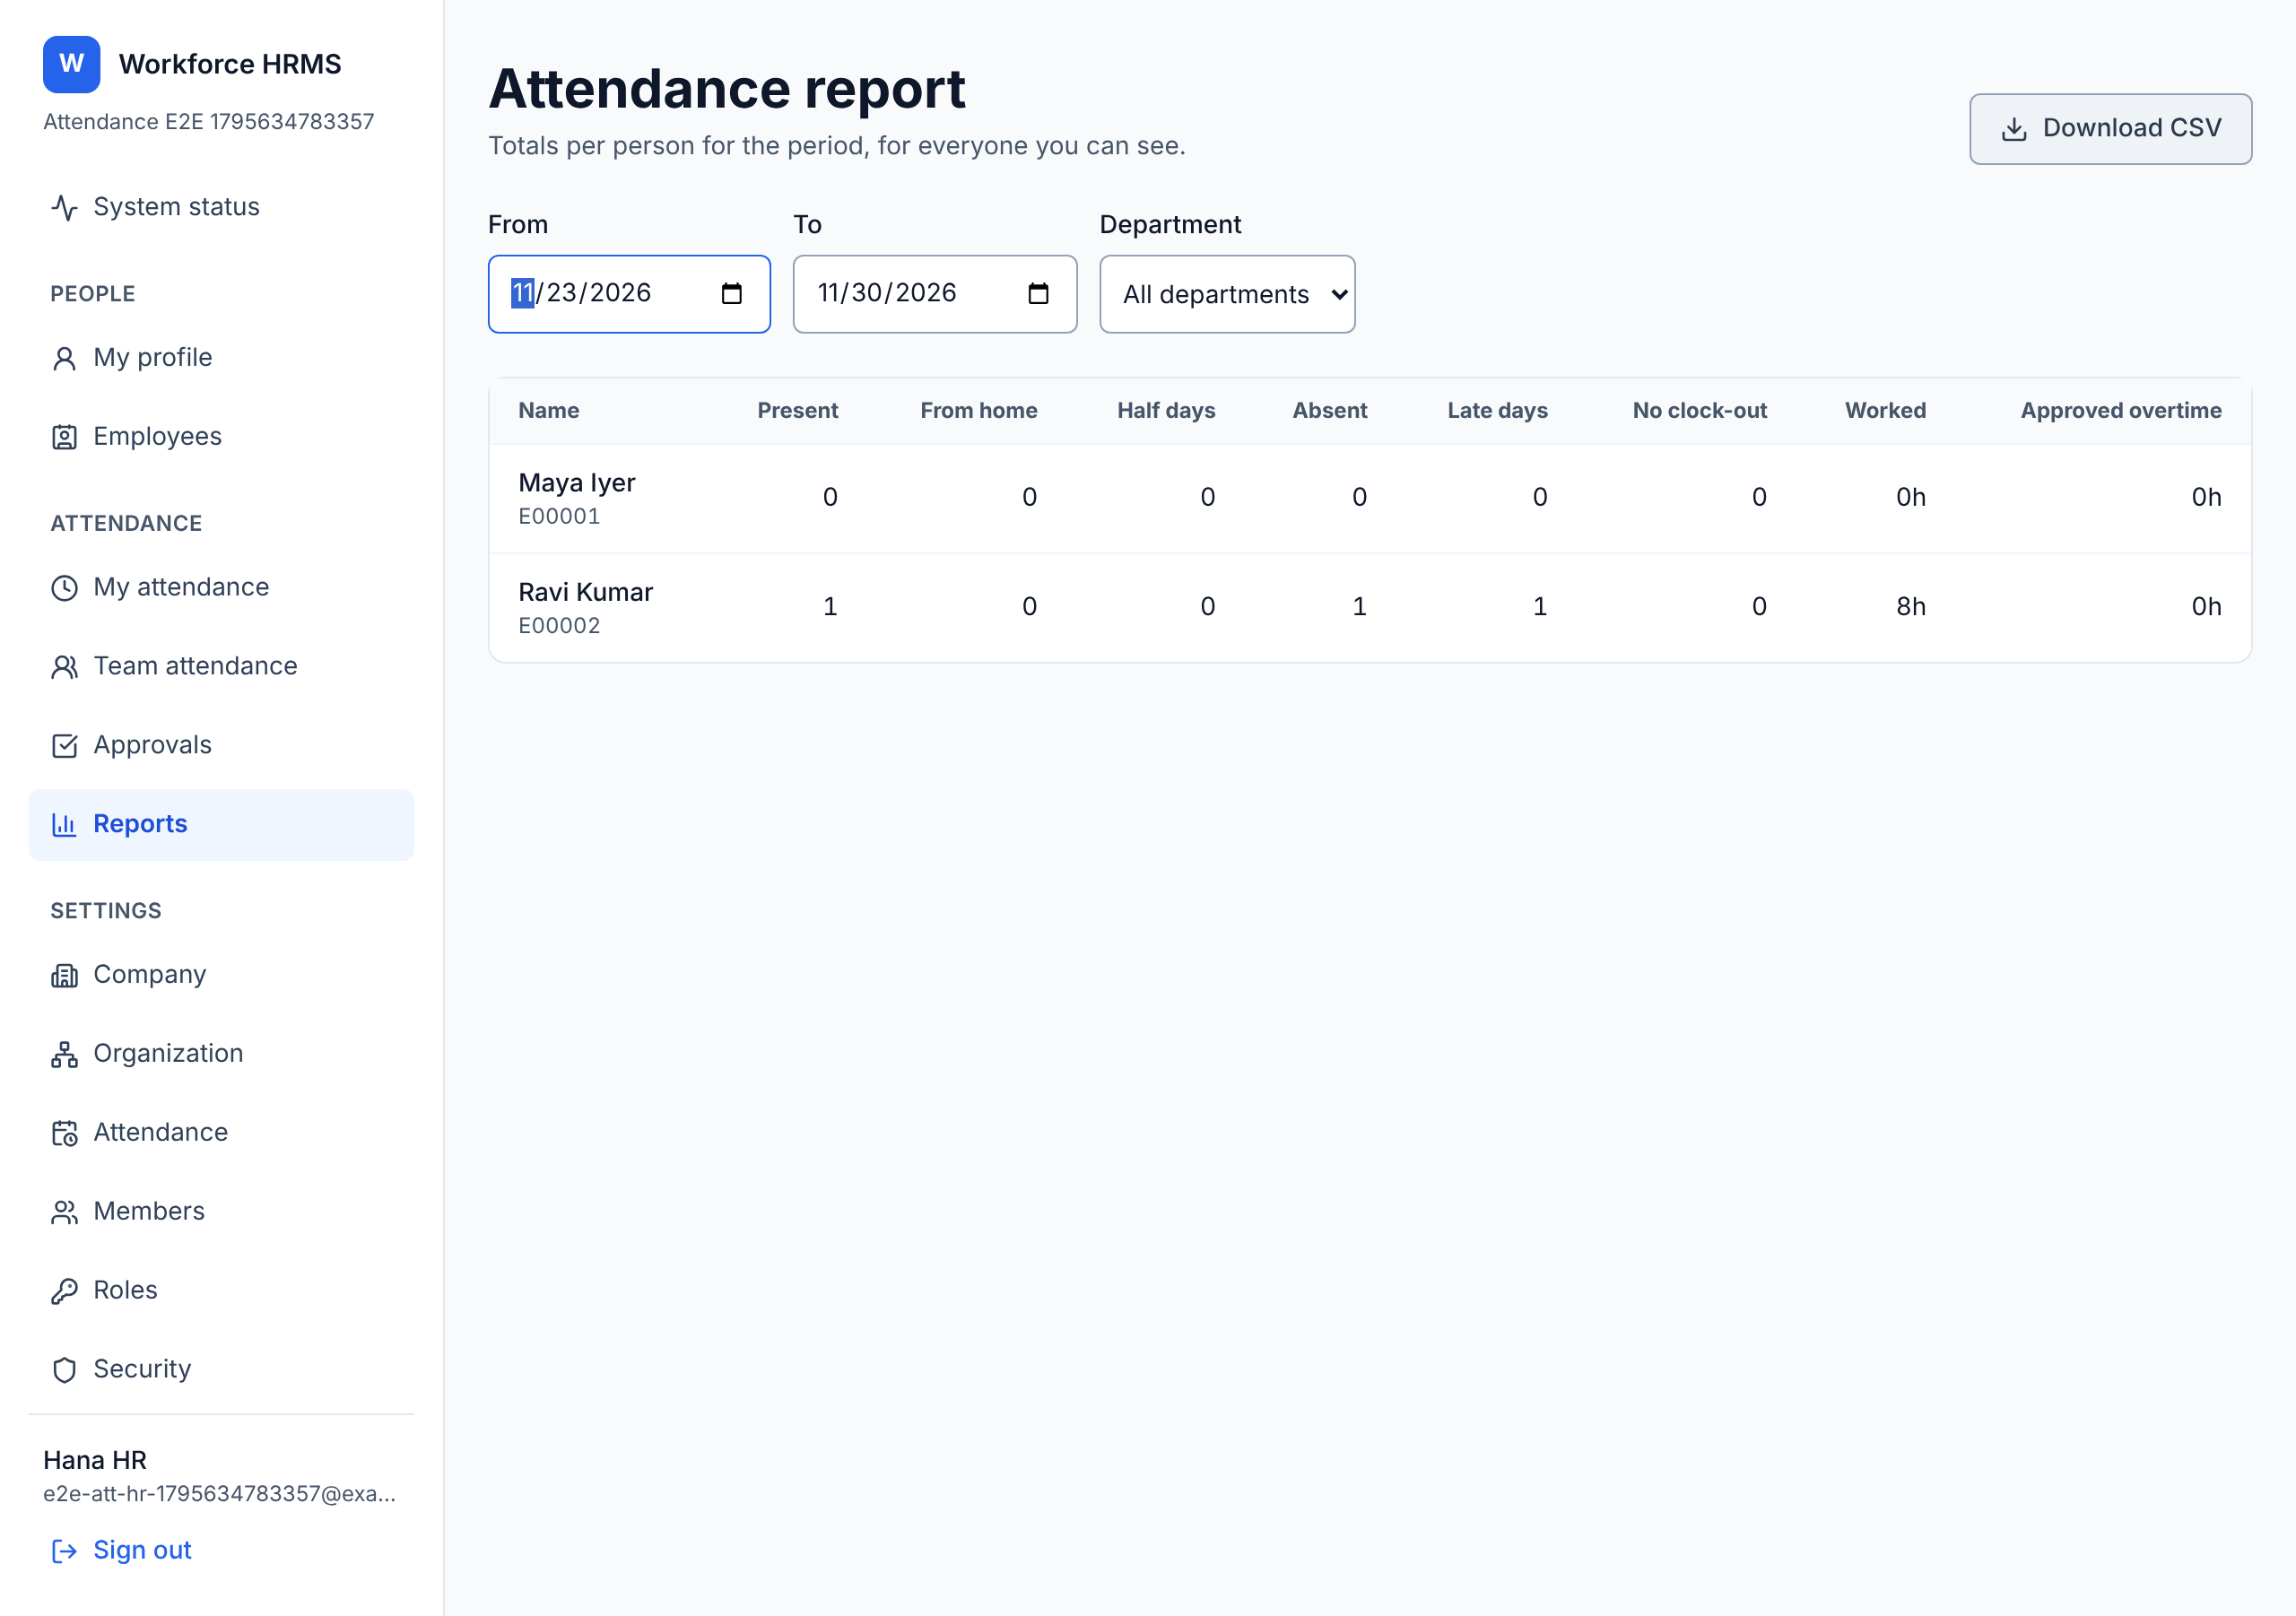 W
Workforce HRMS
Attendance E2E 1795634783357
System status
PEOPLE
My profile
Employees
ATTENDANCE
My attendance
Team attendance
Approvals
Reports
SETTINGS
Company
Organization
Attendance
Members
Roles
Security
Hana HR
e2e-att-hr-1795634783357@exa...
Sign out
Attendance report
Totals per person for the period, for everyone you can see.
Download CSV
From To Department
11/23/2026 11/30/2026 All departments
Name Present From home Half days Absent Late days No clock-out Worked Approved overtime
Maya Iyer 0 0 0 0 0 0 0h 0h
E00001
Ravi Kumar 1 0 0 1 1 0 8h 0h
E00002